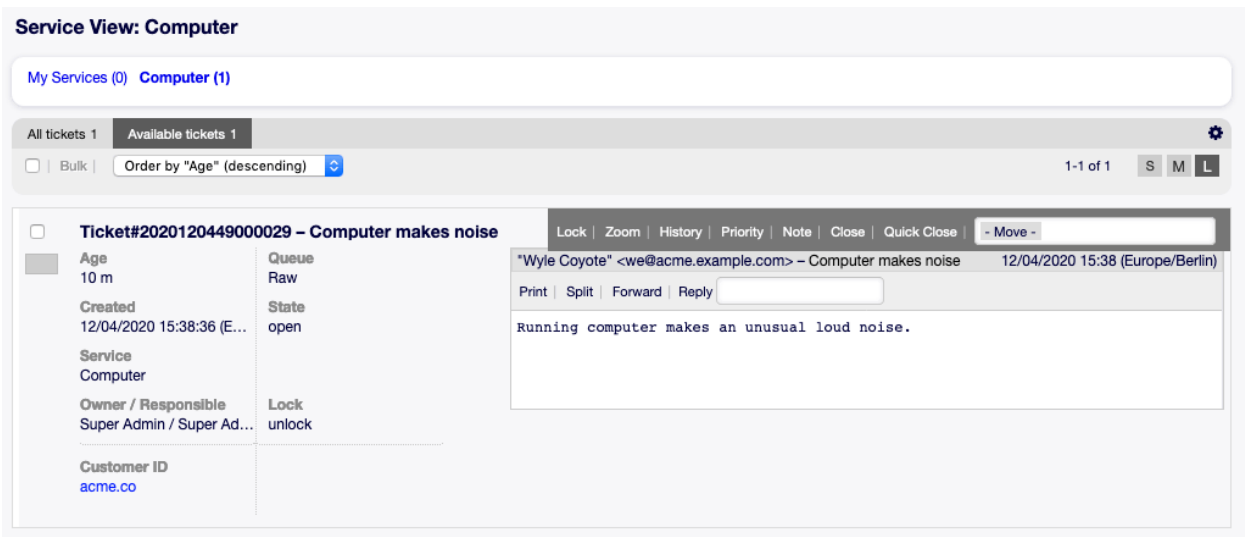 Service View: Computer
My Services (0) Computer (1)
All tickets 1 Available tickets 1
| Bulk | Order by "Age" (descending) 1-1 of 1 S M L
Ticket#2020120449000029 – Computer makes noise
Lock | Zoom | History | Priority | Note | Close | Quick Close | - Move -
Age Queue
10 m Raw
Created State
12/04/2020 15:38:36 (E... open
Service
Computer
Owner / Responsible Lock
Super Admin / Super Ad... unlock
Customer ID
acme.co
"Wyle Coyote" <we@acme.example.com> – Computer makes noise 12/04/2020 15:38 (Europe/Berlin)
Print | Split | Forward | Reply
Running computer makes an unusual loud noise.